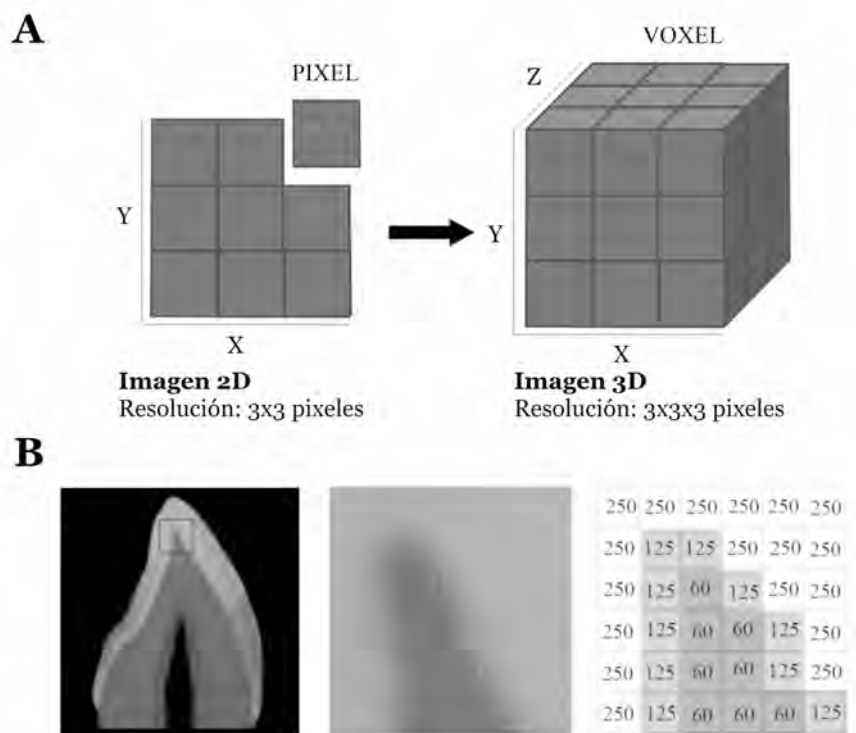 A
PIXEL
Y
X
Imagen 2D
Resolución: 3x3 pixeles
VOXEL
Z
Y
X
Imagen 3D
Resolución: 3x3x3 pixeles
B
250 250 250 250 250 250
250 125 125 250 250 250
250 125 60 125 250 250
250 125 60 60 125 250
250 125 60 60 125 250
250 125 60 60 60 125